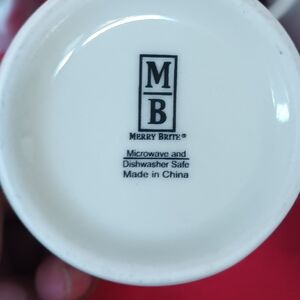 M
B
MERRY BRITE®
Microwave and
Dishwasher Safe
Made in China